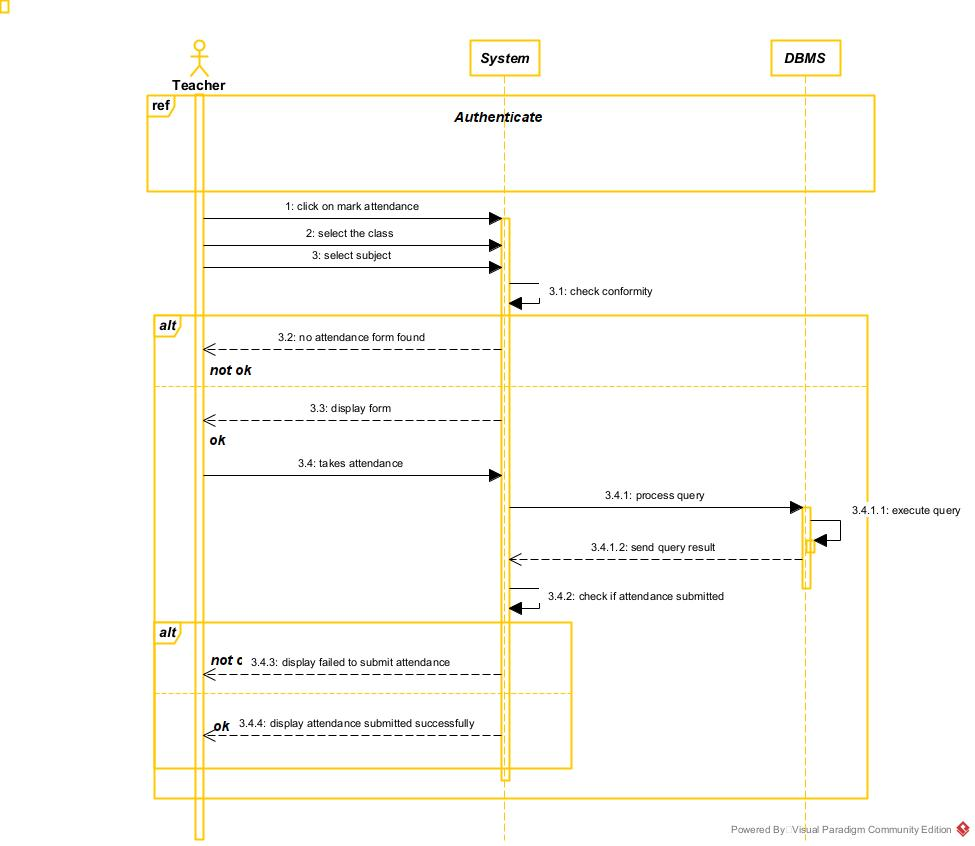 System
DBMS
Teacher
ref
Authenticate
1: click on mark attendance
2: select the class
3: select subject
3.1: check conformity
alt
3.2: no attendance form found
not ok
3.3: display form
ok
3.4: takes attendance
3.4.1: process query
3.4.1.1: execute query
3.4.1.2: send query result
3.4.2: check if attendance submitted
alt
not 3.4.3: display failed to submit attendance
ok 3.4.4: display attendance submitted successfully
Powered By Visual Paradigm Community Edition